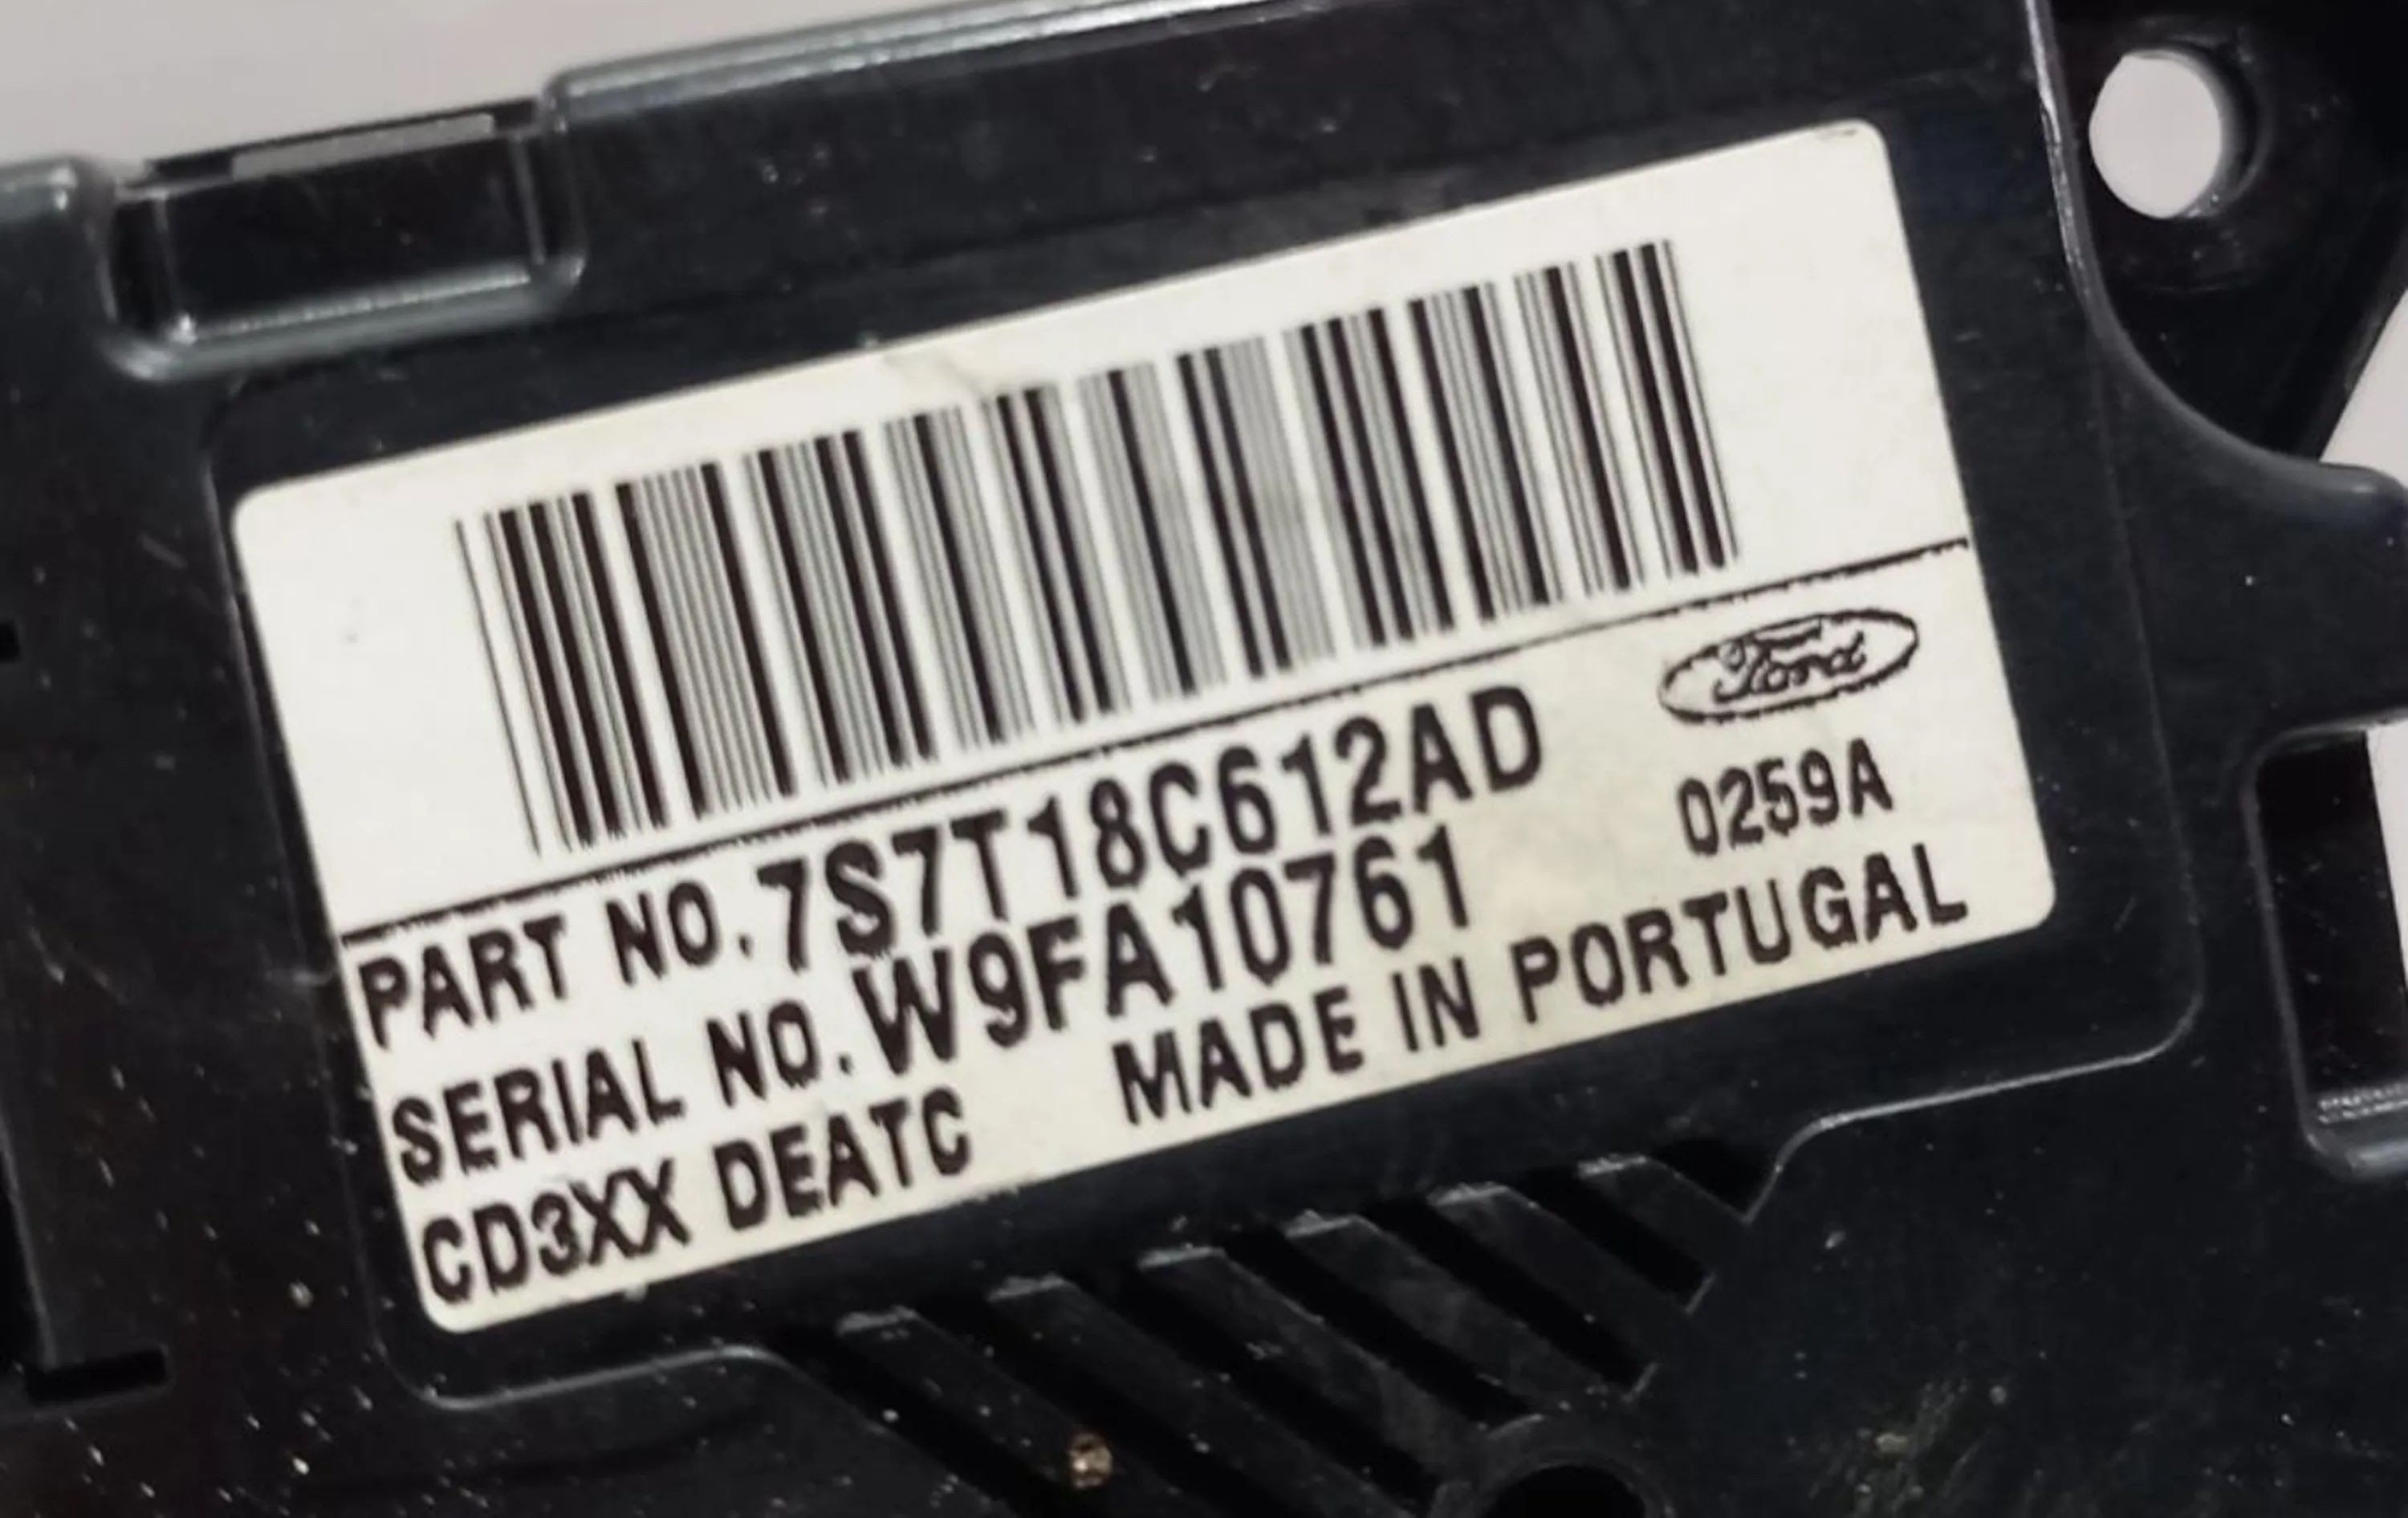 Ford
PART NO.7S7T18C612AD
0259A
SERIAL NO.W9FA10761
CD3XX DEATC MADE IN PORTUGAL